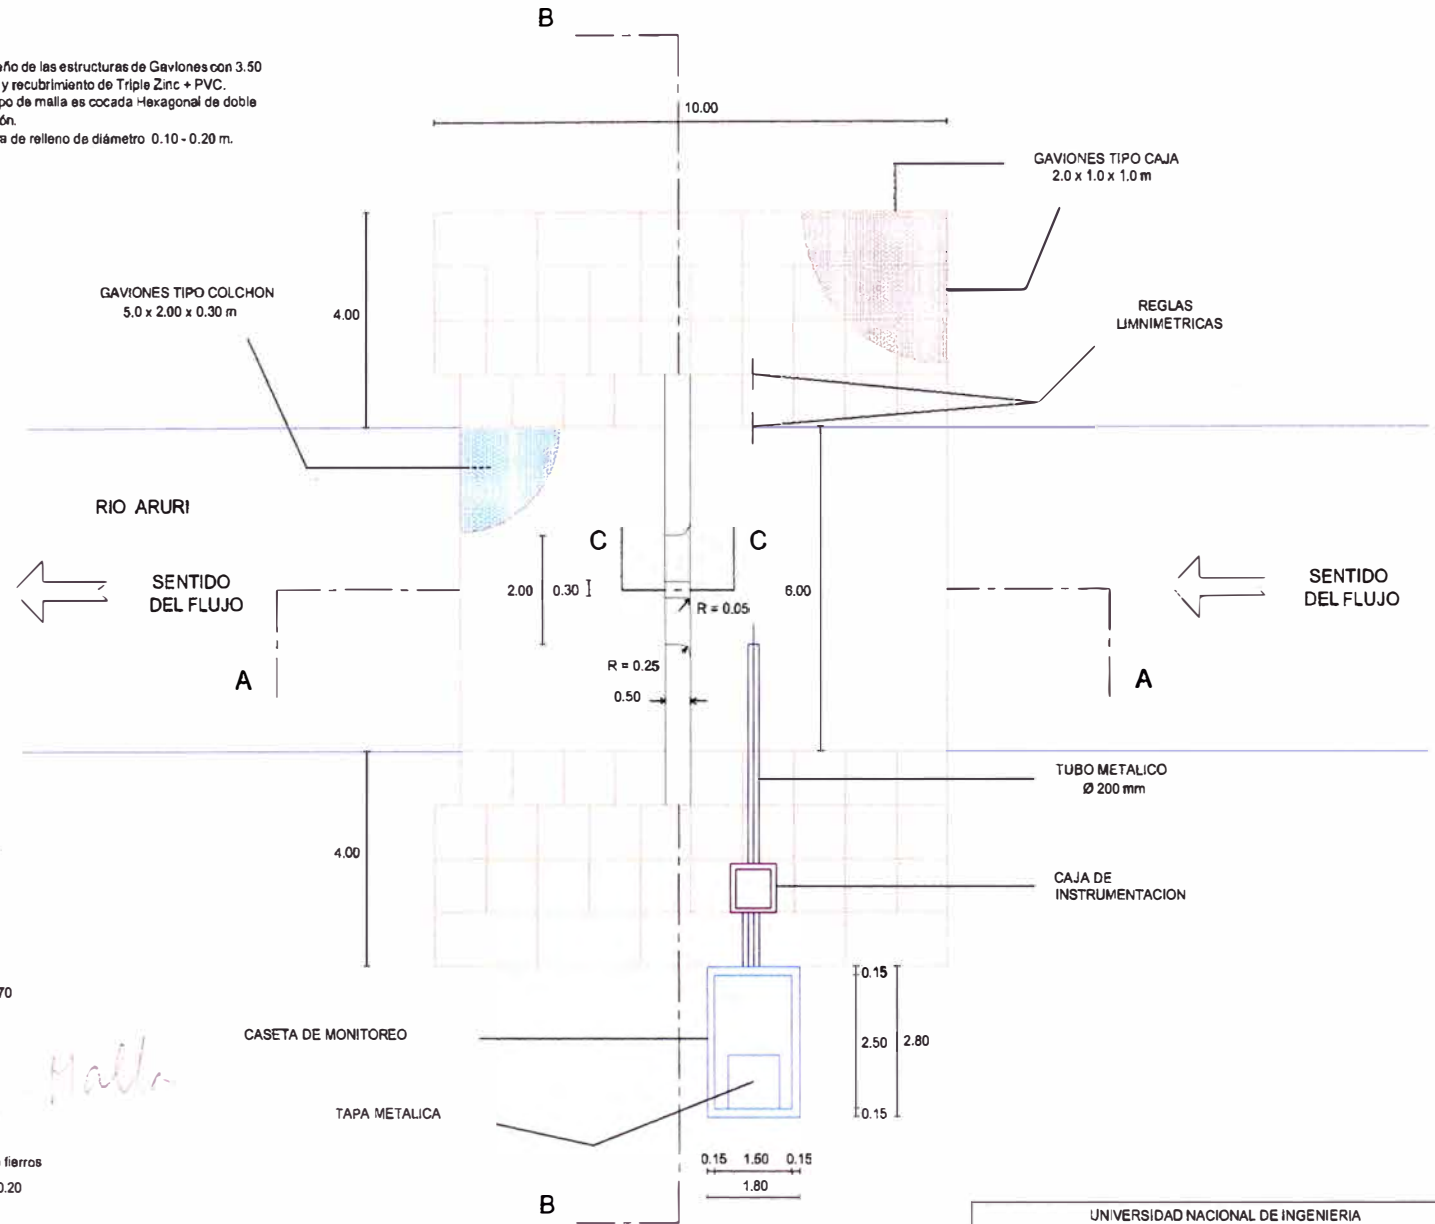 B
eño de las estructuras de Gaviones con 3.50
y recubrimiento de Triple Zinc + PVC.
po de malla es cocada Hexagonal de doble
ón.
a de relleno de diámetro 0.10 - 0.20 m.
10.00
GAVIONES TIPO CAJA
2.0 x 1.0 x 1.0 m
GAVIONES TIPO COLCHON
5.0 x 2.00 x 0.30 m
4.00
REGLAS
LIMNIMETRICAS
RIO ARURI
C
C
SENTIDO
DEL FLUJO
2.00
0.30
6.00
SENTIDO
DEL FLUJO
R = 0.05
R = 0.25
0.50
A
A
TUBO METALICO
Ø 200 mm
4.00
CAJA DE
INSTRUMENTACION
0.15
70
CASETA DE MONITOREO
2.50
2.80
Malla
TAPA METALICA
0.15
fierros
0.15 1.50 0.15
0.20
1.80
B
UNIVERSIDAD NACIONAL DE INGENIERIA